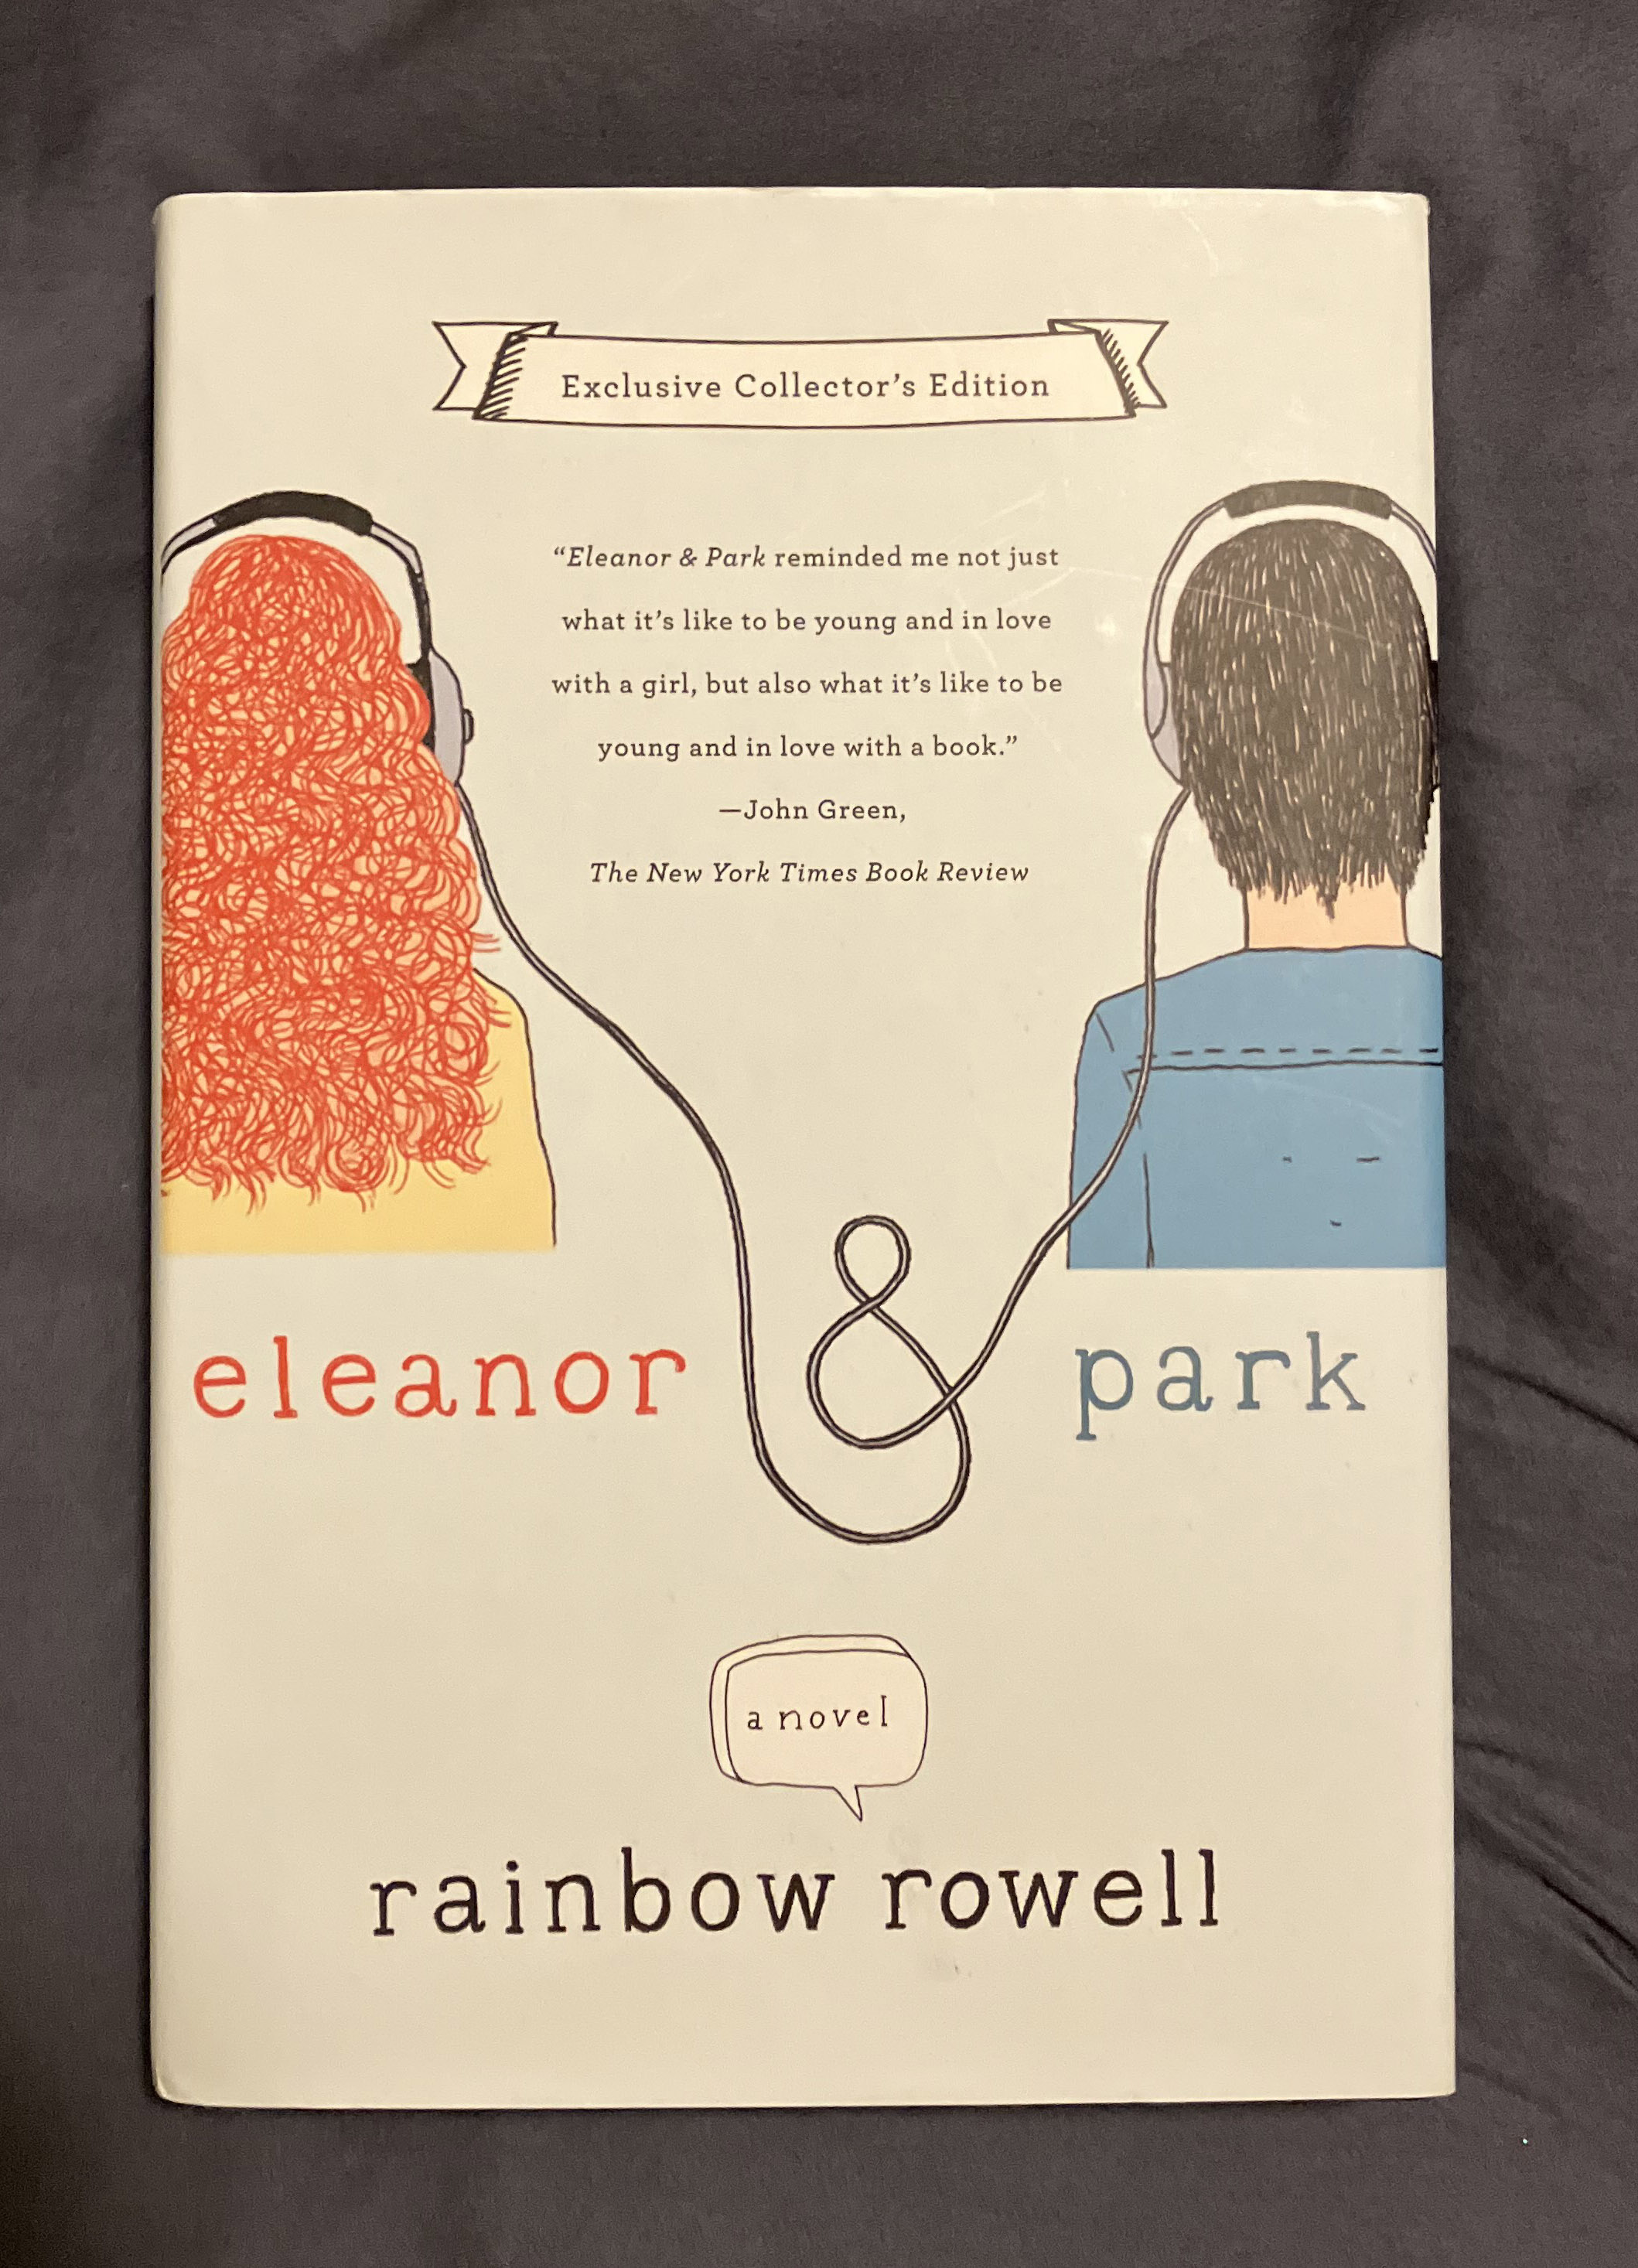 Exclusive Collector's Edition
“Eleanor & Park reminded me not just
what it's like to be young and in love
with a girl, but also what it's like to be
young and in love with a book.”
—John Green,
The New York Times Book Review
eleanor & park
a novel
rainbow rowell